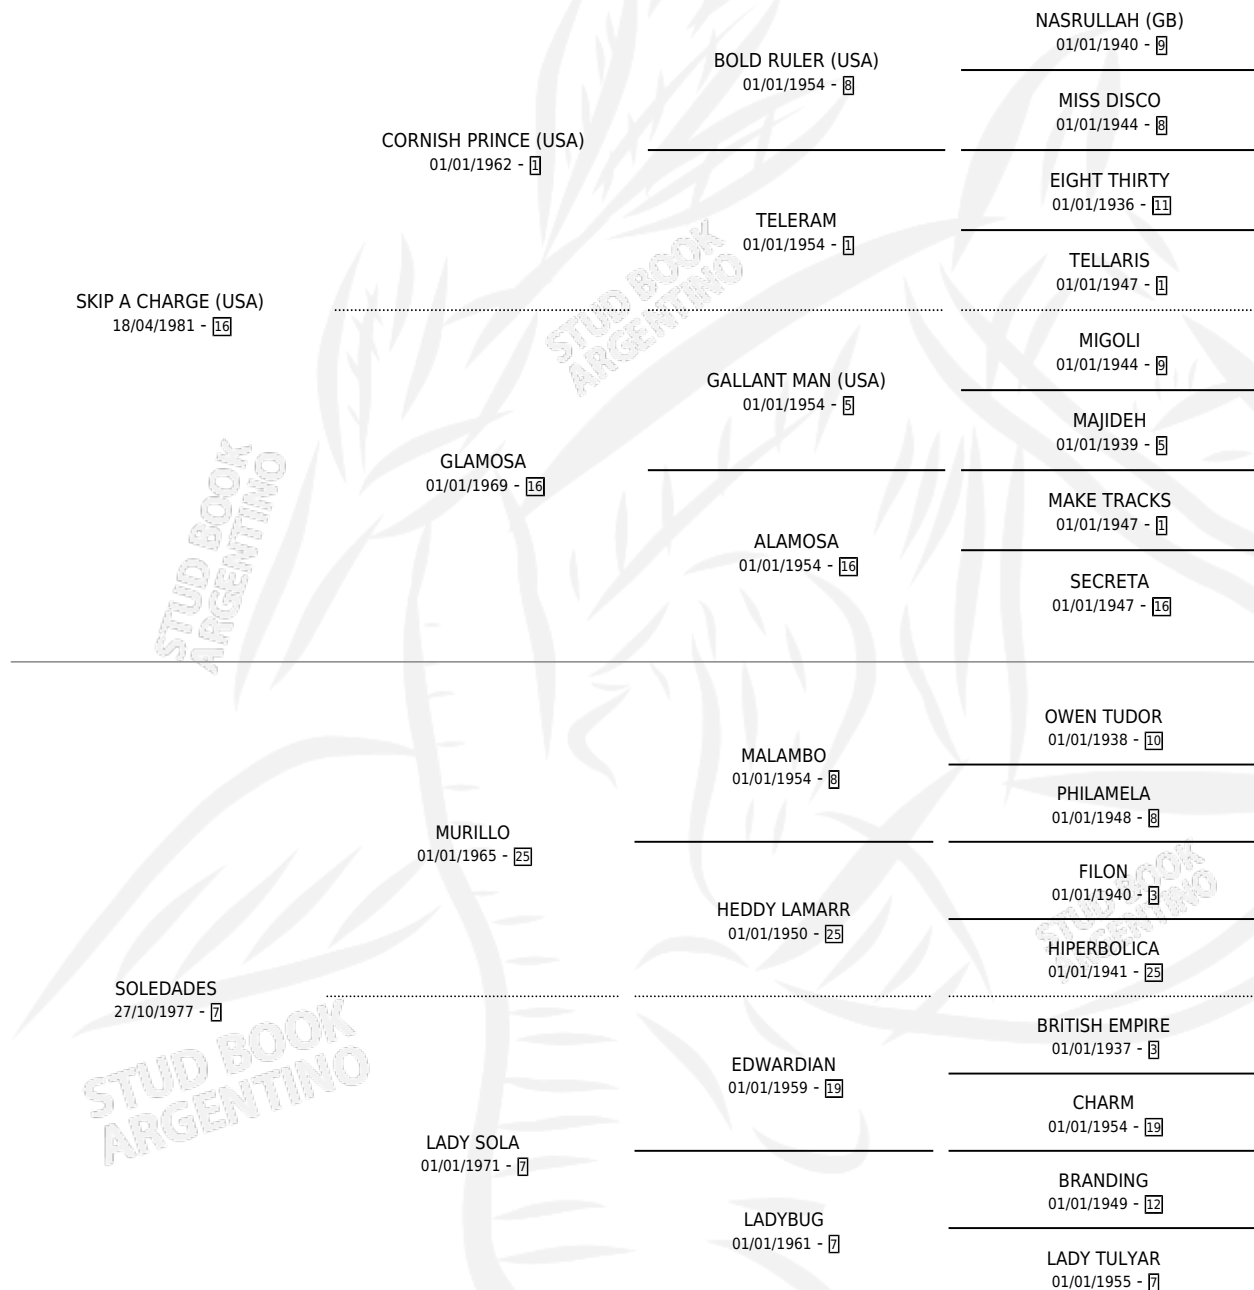 NASRULLAH (GB)
01/01/1940 - 9
BOLD RULER (USA)
01/01/1954 - 8
MISS DISCO
01/01/1944 - 8
CORNISH PRINCE (USA)
01/01/1962 - 1
EIGHT THIRTY
01/01/1936 - 11
TELERAM
01/01/1954 - 1
TELLARIS
01/01/1947 - 1
SKIP A CHARGE (USA)
18/04/1981 - 16
STUD BOOK
ARGENTINO
MIGOLI
01/01/1944 - 9
GALLANT MAN (USA)
01/01/1954 - 5
MAJIDEH
01/01/1939 - 5
GLAMOSA
01/01/1969 - 16
MAKE TRACKS
01/01/1947 - 1
ALAMOSA
01/01/1954 - 16
SECRETA
01/01/1947 - 16
STUD BOOK
ARGENTINO
OWEN TUDOR
01/01/1938 - 10
MALAMBO
01/01/1954 - 8
PHILAMELA
01/01/1948 - 8
MURILLO
01/01/1965 - 25
FILON
01/01/1940 - 3
HEDDY LAMARR
01/01/1950 - 25
HIPERBOLICA
01/01/1941 - 25
STUD BOOK
ARGENTINO
SOLEDADES
27/10/1977 - 7
STUD BOOK
ARGENTINO
BRITISH EMPIRE
01/01/1937 - 3
EDWARDIAN
01/01/1959 - 19
CHARM
01/01/1954 - 19
LADY SOLA
01/01/1971 - 7
BRANDING
01/01/1949 - 12
LADYBUG
01/01/1961 - 7
LADY TULYAR
01/01/1955 - 7